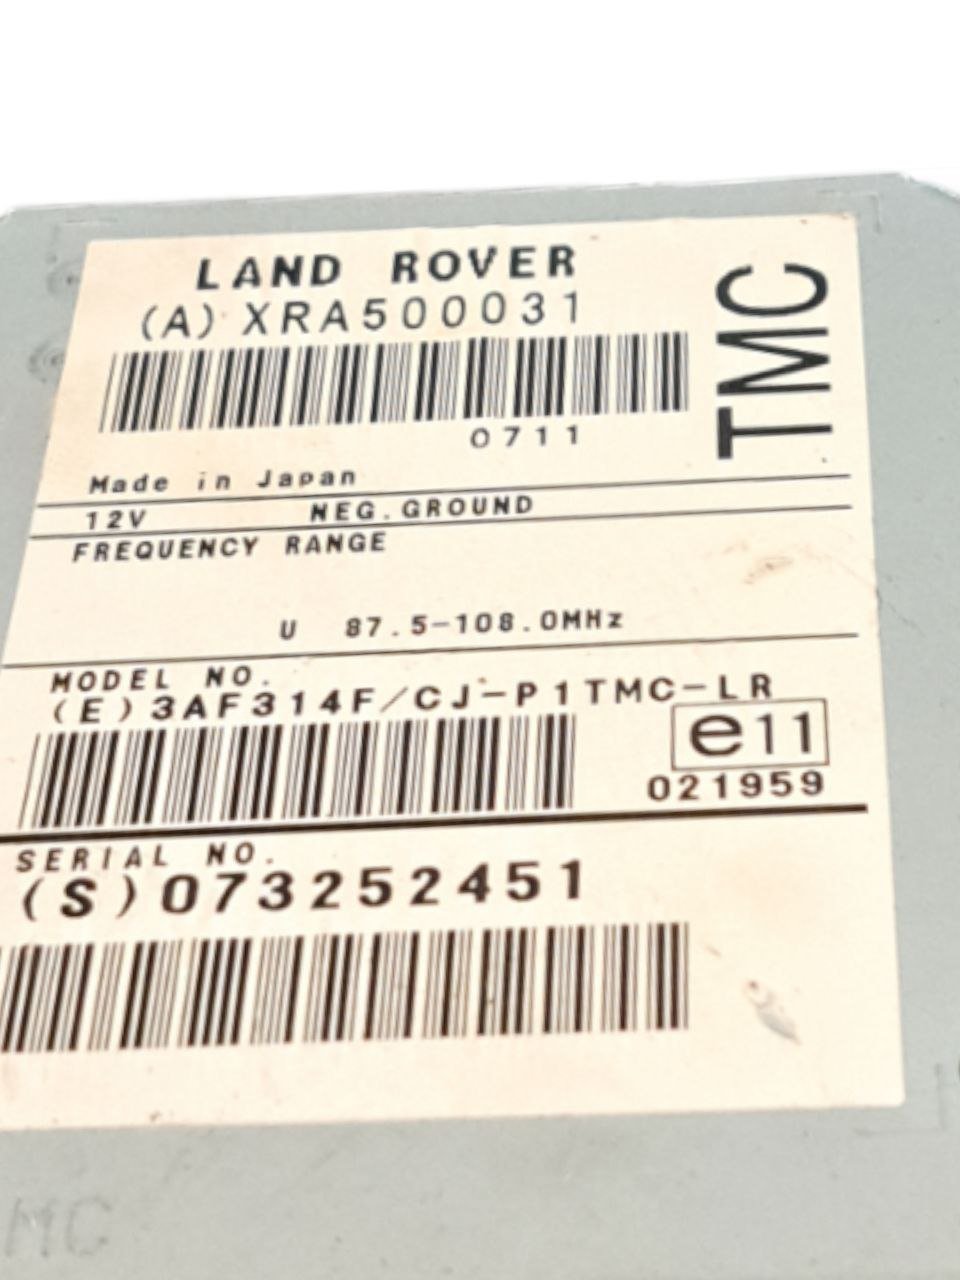 LAND ROVER
(A) XRA500031
TMC
0711
Made in Japan
12V NEG.GROUND
FREQUENCY RANGE
U 87.5-108.0MHz
MODEL NO.
(E)3AF314F/CJ-P1TMC-LR
e11
021959
SERIAL NO.
(S)073252451
MC